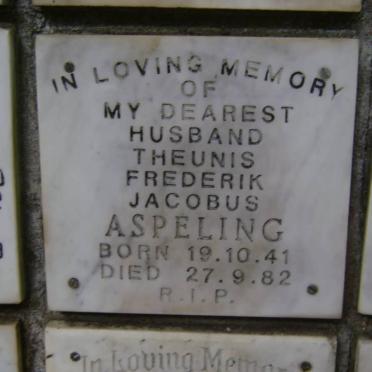 IN LOVING MEMORY
OF
MY DEAREST
HUSBAND
THEUNIS
FREDERIK
JACOBUS
ASPELING
BORN 19.10.41
DIED 27.9.82
R.I.P.
In Loving Memo